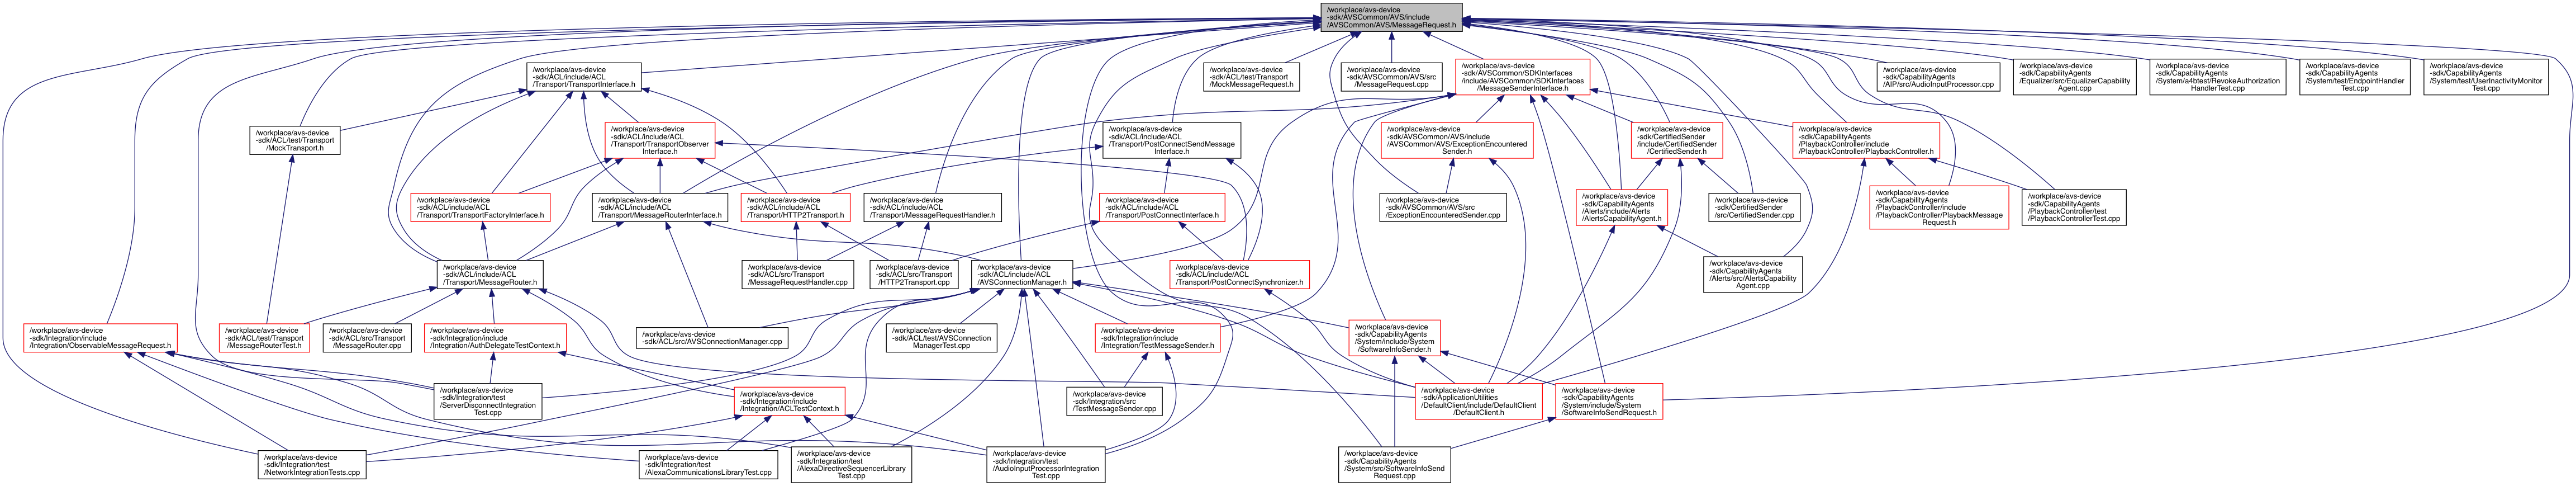 /workplace/avs-device
-sdk/AVSCommon/AVS/include
/AVSCommon/AVS/MessageRequest.h
/workplace/avs-device
-sdk/ACL/include/ACL
/Transport/TransportInterface.h
/workplace/avs-device
-sdk/ACL/test/Transport
/MockMessageRequest.h
/workplace/avs-device
-sdk/AVSCommon/AVS/src
/MessageRequest.cpp
/workplace/avs-device
-sdk/AVSCommon/SDKInterfaces
/include/AVSCommon/SDKInterfaces
/MessageSenderInterface.h
/workplace/avs-device
-sdk/CapabilityAgents
/AIP/src/AudioInputProcessor.cpp
/workplace/avs-device
-sdk/CapabilityAgents
/Equalizer/src/EqualizerCapability
Agent.cpp
/workplace/avs-device
-sdk/CapabilityAgents
/System/a4btest/RevokeAuthorization
HandlerTest.cpp
/workplace/avs-device
-sdk/CapabilityAgents
/System/test/EndpointHandler
Test.cpp
/workplace/avs-device
-sdk/CapabilityAgents
/System/test/UserInactivityMonitor
Test.cpp
/workplace/avs-device
-sdk/ACL/test/Transport
/MockTransport.h
/workplace/avs-device
-sdk/ACL/include/ACL
/Transport/TransportObserver
Interface.h
/workplace/avs-device
-sdk/ACL/include/ACL
/Transport/PostConnectSendMessage
Interface.h
/workplace/avs-device
-sdk/AVSCommon/AVS/include
/AVSCommon/AVS/ExceptionEncountered
Sender.h
/workplace/avs-device
-sdk/CertifiedSender
/include/CertifiedSender
/CertifiedSender.h
/workplace/avs-device
-sdk/CapabilityAgents
/PlaybackController/include
/PlaybackController/PlaybackController.h
/workplace/avs-device
-sdk/ACL/include/ACL
/Transport/TransportFactoryInterface.h
/workplace/avs-device
-sdk/ACL/include/ACL
/Transport/MessageRouterInterface.h
/workplace/avs-device
-sdk/ACL/include/ACL
/Transport/HTTP2Transport.h
/workplace/avs-device
-sdk/ACL/include/ACL
/Transport/MessageRequestHandler.h
/workplace/avs-device
-sdk/ACL/include/ACL
/Transport/PostConnectInterface.h
/workplace/avs-device
-sdk/AVSCommon/AVS/src
/ExceptionEncounteredSender.cpp
/workplace/avs-device
-sdk/CapabilityAgents
/Alerts/include/Alerts
/AlertsCapabilityAgent.h
/workplace/avs-device
-sdk/CertifiedSender
/src/CertifiedSender.cpp
/workplace/avs-device
-sdk/CapabilityAgents
/PlaybackController/include
/PlaybackController/PlaybackMessage
Request.h
/workplace/avs-device
-sdk/CapabilityAgents
/PlaybackController/test
/PlaybackControllerTest.cpp
/workplace/avs-device
-sdk/ACL/include/ACL
/Transport/MessageRouter.h
/workplace/avs-device
-sdk/ACL/src/Transport
/MessageRequestHandler.cpp
/workplace/avs-device
-sdk/ACL/src/Transport
/HTTP2Transport.cpp
/workplace/avs-device
-sdk/ACL/include/ACL
/AVSConnectionManager.h
/workplace/avs-device
-sdk/ACL/include/ACL
/Transport/PostConnectSynchronizer.h
/workplace/avs-device
-sdk/CapabilityAgents
/Alerts/src/AlertsCapability
Agent.cpp
/workplace/avs-device
-sdk/Integration/include
/Integration/ObservableMessageRequest.h
/workplace/avs-device
-sdk/ACL/test/Transport
/MessageRouterTest.h
/workplace/avs-device
-sdk/ACL/src/Transport
/MessageRouter.cpp
/workplace/avs-device
-sdk/Integration/include
/Integration/AuthDelegateTestContext.h
/workplace/avs-device
-sdk/ACL/src/AVSConnectionManager.cpp
/workplace/avs-device
-sdk/ACL/test/AVSConnection
ManagerTest.cpp
/workplace/avs-device
-sdk/Integration/include
/Integration/TestMessageSender.h
/workplace/avs-device
-sdk/CapabilityAgents
/System/include/System
/SoftwareInfoSender.h
/workplace/avs-device
-sdk/Integration/test
/ServerDisconnectIntegration
Test.cpp
/workplace/avs-device
-sdk/Integration/include
/Integration/ACLTestContext.h
/workplace/avs-device
-sdk/Integration/src
/TestMessageSender.cpp
/workplace/avs-device
-sdk/ApplicationUtilities
/DefaultClient/include/DefaultClient
/DefaultClient.h
/workplace/avs-device
-sdk/CapabilityAgents
/System/include/System
/SoftwareInfoSendRequest.h
/workplace/avs-device
-sdk/Integration/test
/NetworkIntegrationTests.cpp
/workplace/avs-device
-sdk/Integration/test
/AlexaCommunicationsLibraryTest.cpp
/workplace/avs-device
-sdk/Integration/test
/AlexaDirectiveSequencerLibrary
Test.cpp
/workplace/avs-device
-sdk/Integration/test
/AudioInputProcessorIntegration
Test.cpp
/workplace/avs-device
-sdk/CapabilityAgents
/System/src/SoftwareInfoSend
Request.cpp